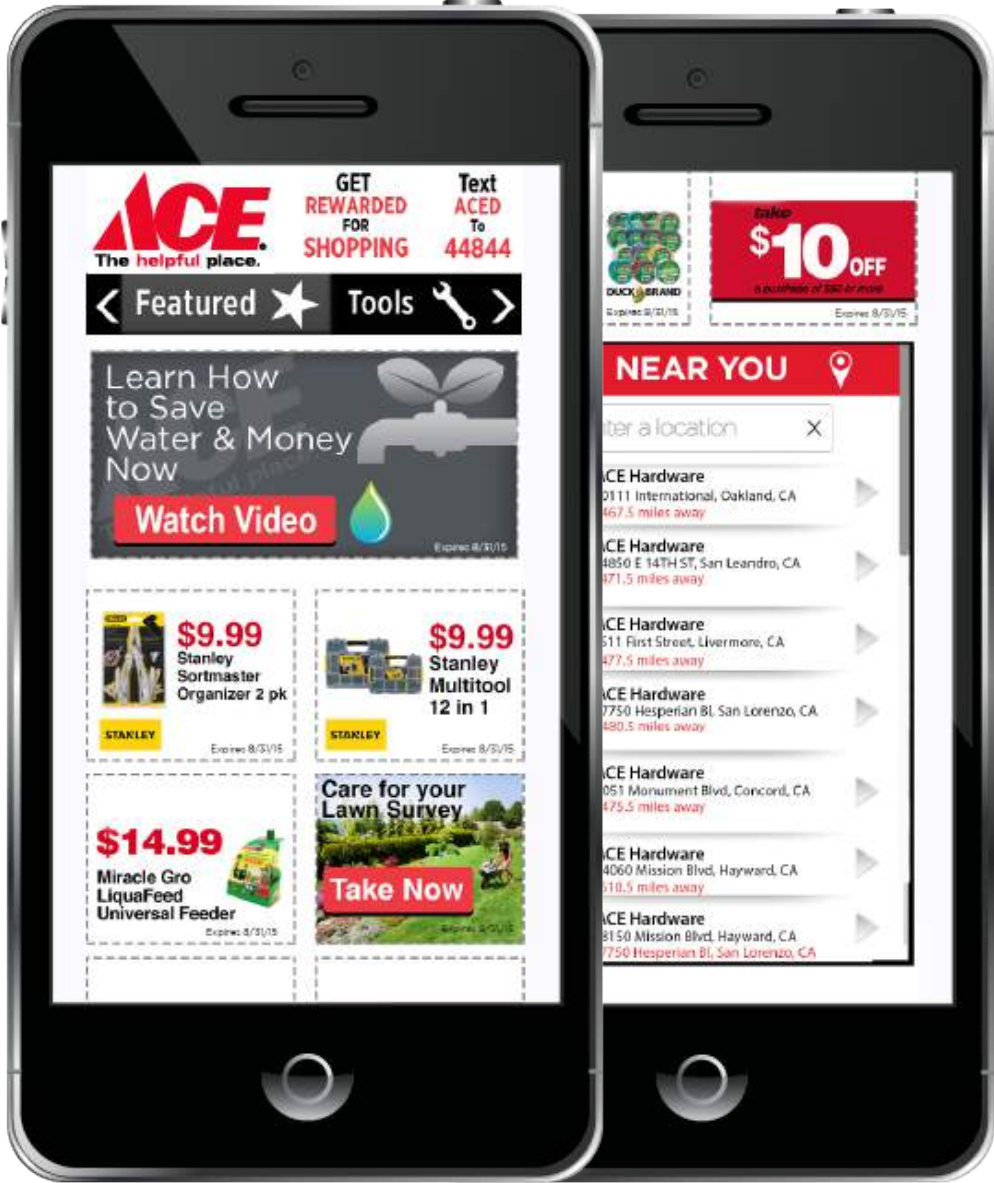 ACE
The helpful place.
GET
REWARDED
FOR
SHOPPING
Text
ACED
To
44844
Featured
Tools
Learn How
to Save
Water & Money
Now
Watch Video
Expires 8/31/15
$9.99
Stanley
Sortmaster
Organizer 2 pk
STANLEY
Expires 8/31/15
$9.99
Stanley
Multitool
12 in 1
STANLEY
Expires 8/31/15
$14.99
Miracle Gro
LiquaFeed
Universal Feeder
Expires 8/31/15
Care for your
Lawn Survey
Take Now
Expires 8/31/15
DUCK BRAND
Expires 8/31/15
take
$10 OFF
a purchase of $50 or more
Expires 8/31/15
NEAR YOU
ter a location
CE Hardware
0111 International, Oakland, CA
467.5 miles away
CE Hardware
4850 E 14TH ST, San Leandro, CA
471.5 miles away
CE Hardware
511 First Street, Livermore, CA
477.5 miles away
CE Hardware
7750 Hesperian Bl, San Lorenzo, CA
480.5 miles away
CE Hardware
051 Monument Blvd, Concord, CA
475.5 miles away
CE Hardware
4060 Mission Blvd, Hayward, CA
510.5 miles away
CE Hardware
8150 Mission Blvd, Hayward, CA
7750 Hesperian Bl, San Lorenzo, CA